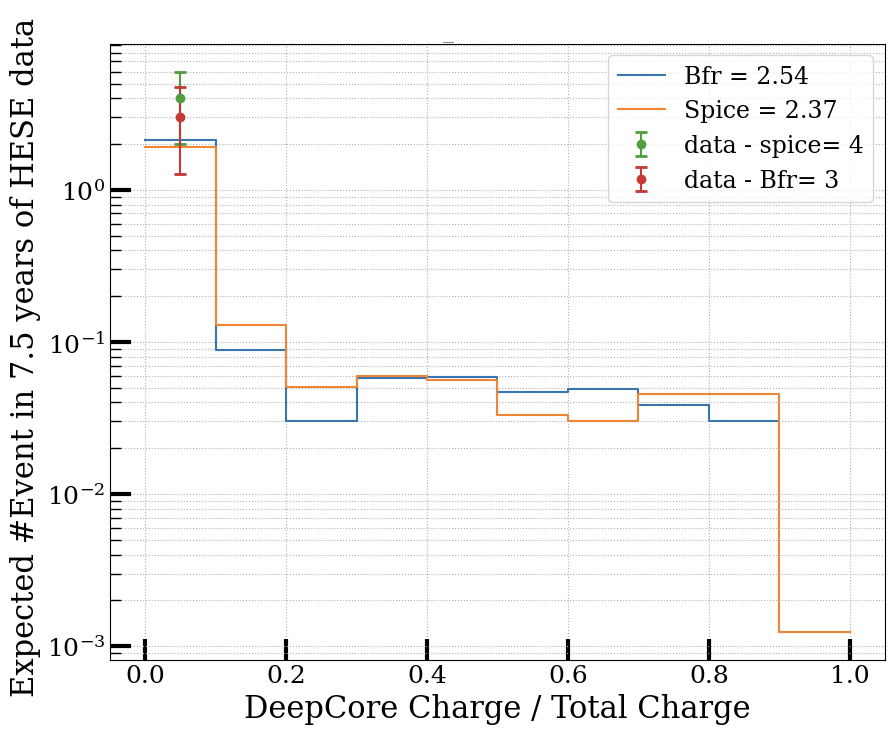 Expected #Event in 7.5 years of HESE data
10⁰
10⁻¹
10⁻²
10⁻³
Bfr = 2.54
Spice = 2.37
data - spice= 4
data - Bfr= 3
0.0 0.2 0.4 0.6 0.8 1.0
DeepCore Charge / Total Charge